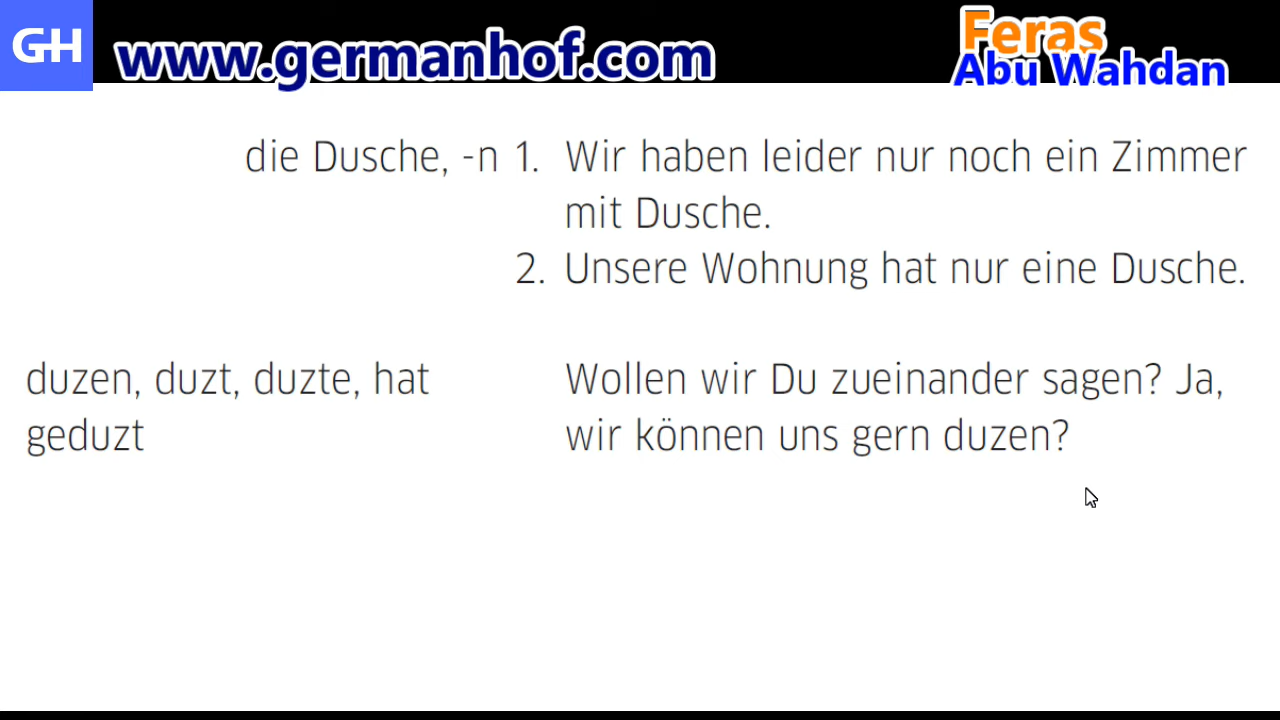 GH
www.germanhof.com
Feras
Abu Wahdan
die Dusche, -n 1. Wir haben leider nur noch ein Zimmer
mit Dusche.
2. Unsere Wohnung hat nur eine Dusche.
duzen, duzt, duzte, hat
geduzt
Wollen wir Du zueinander sagen? Ja,
wir können uns gern duzen?